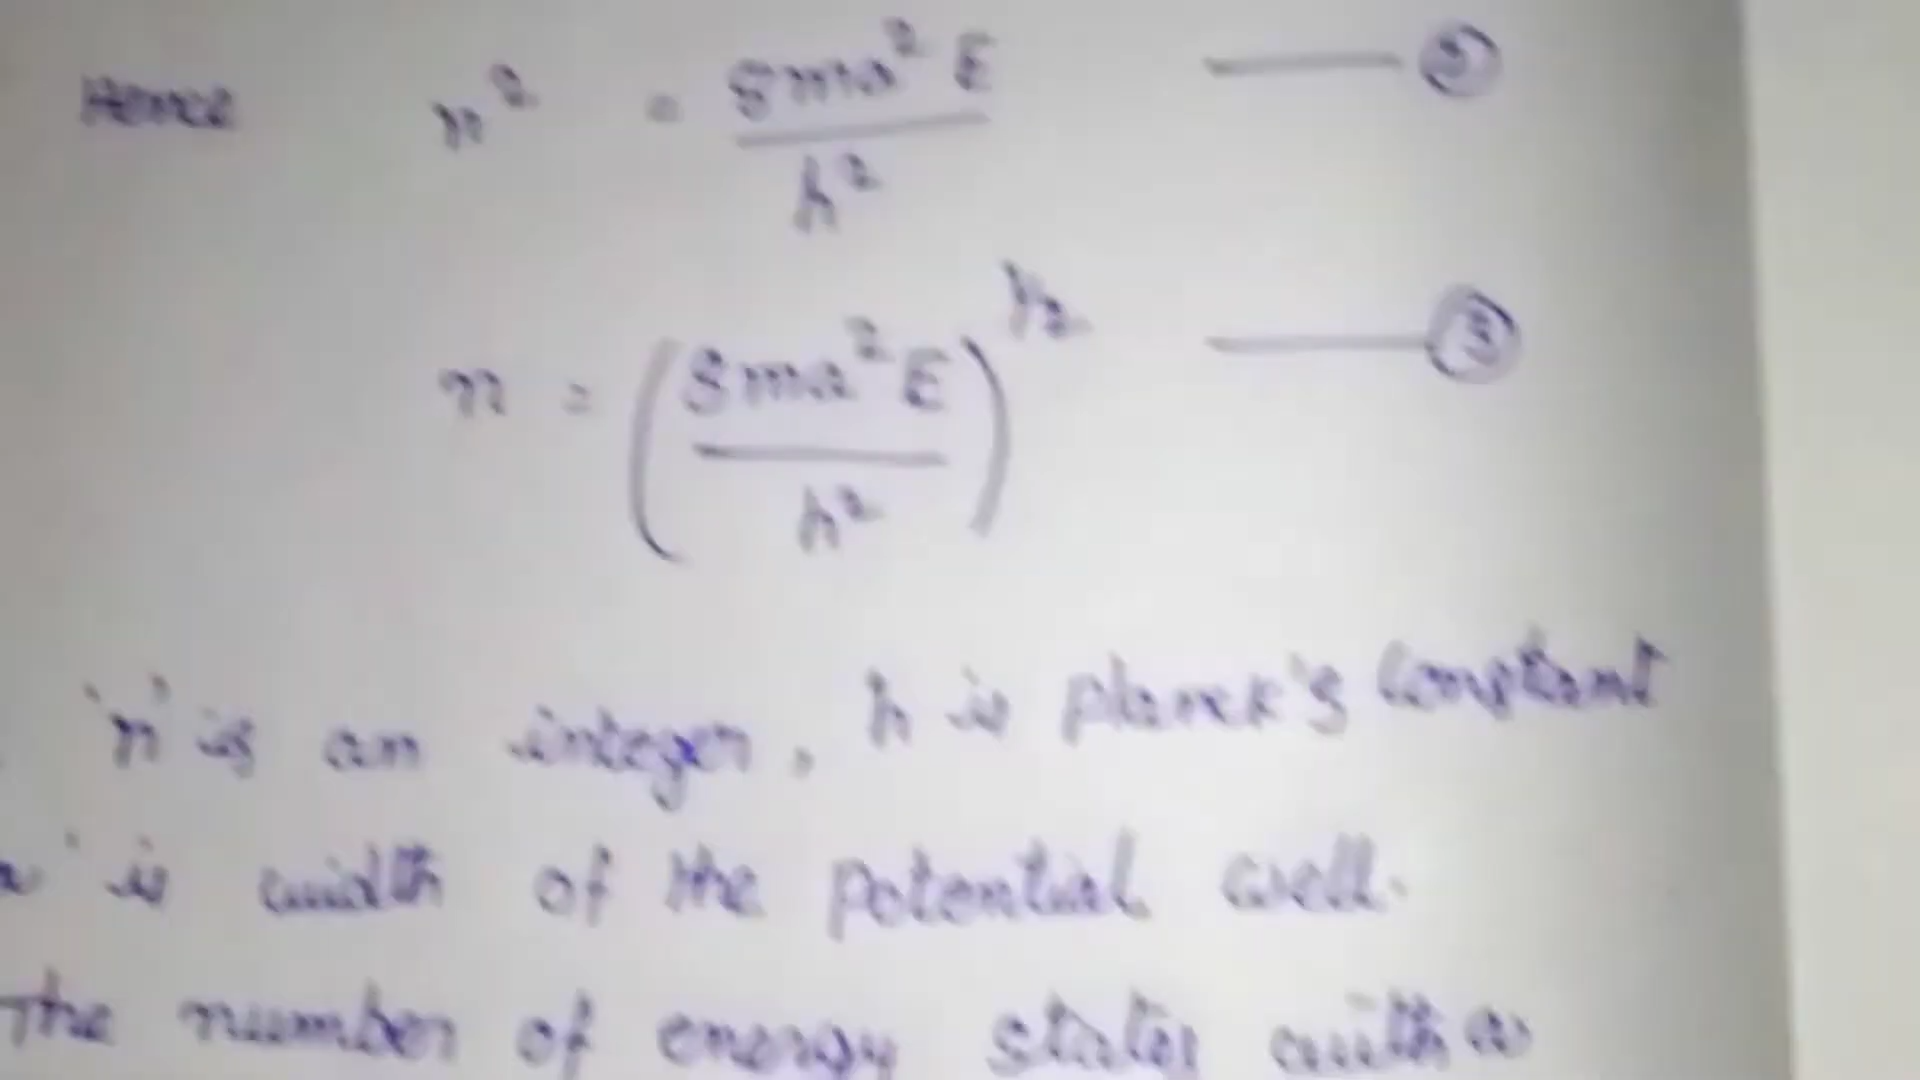 Hence n² = 8ma²E / h² —— ②
n = (8ma²E / h²)^1/2 —— ③
'n' is an integer, h is planck's constant
a' is width of the potential well.
The number of energy states with a